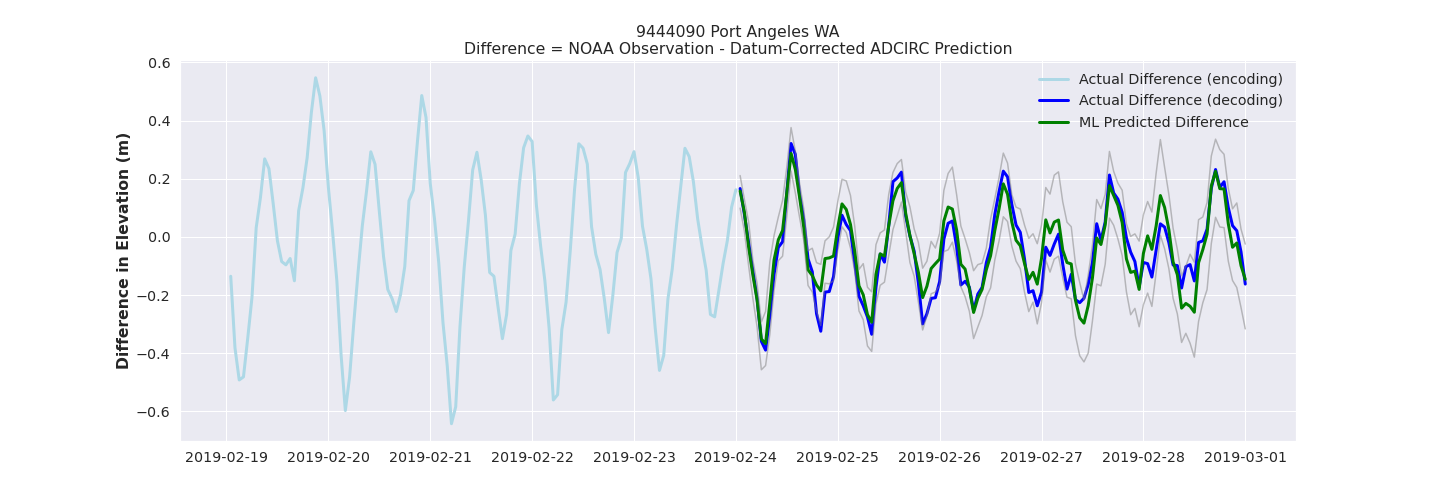 9444090 Port Angeles WA
Difference = NOAA Observation - Datum-Corrected ADCIRC Prediction
Difference in Elevation (m)
0.6
0.4
0.2
0.0
−0.2
−0.4
−0.6
Actual Difference (encoding)
Actual Difference (decoding)
ML Predicted Difference
2019-02-19 2019-02-20 2019-02-21 2019-02-22 2019-02-23 2019-02-24 2019-02-25 2019-02-26 2019-02-27 2019-02-28 2019-03-01